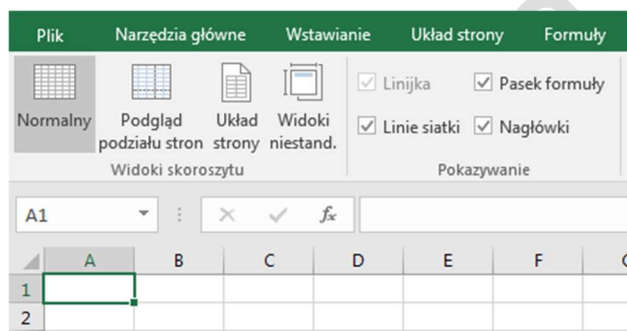 Plik Narzędzia główne Wstawianie Układ strony Formuły
Linijka Pasek formuły
Normalny Podgląd podziału stron Układ strony Widoki niestand.
Linie siatki Nagłówki
Widoki skoroszytu Pokazywanie
A1 fx
A B C D E F
1
2